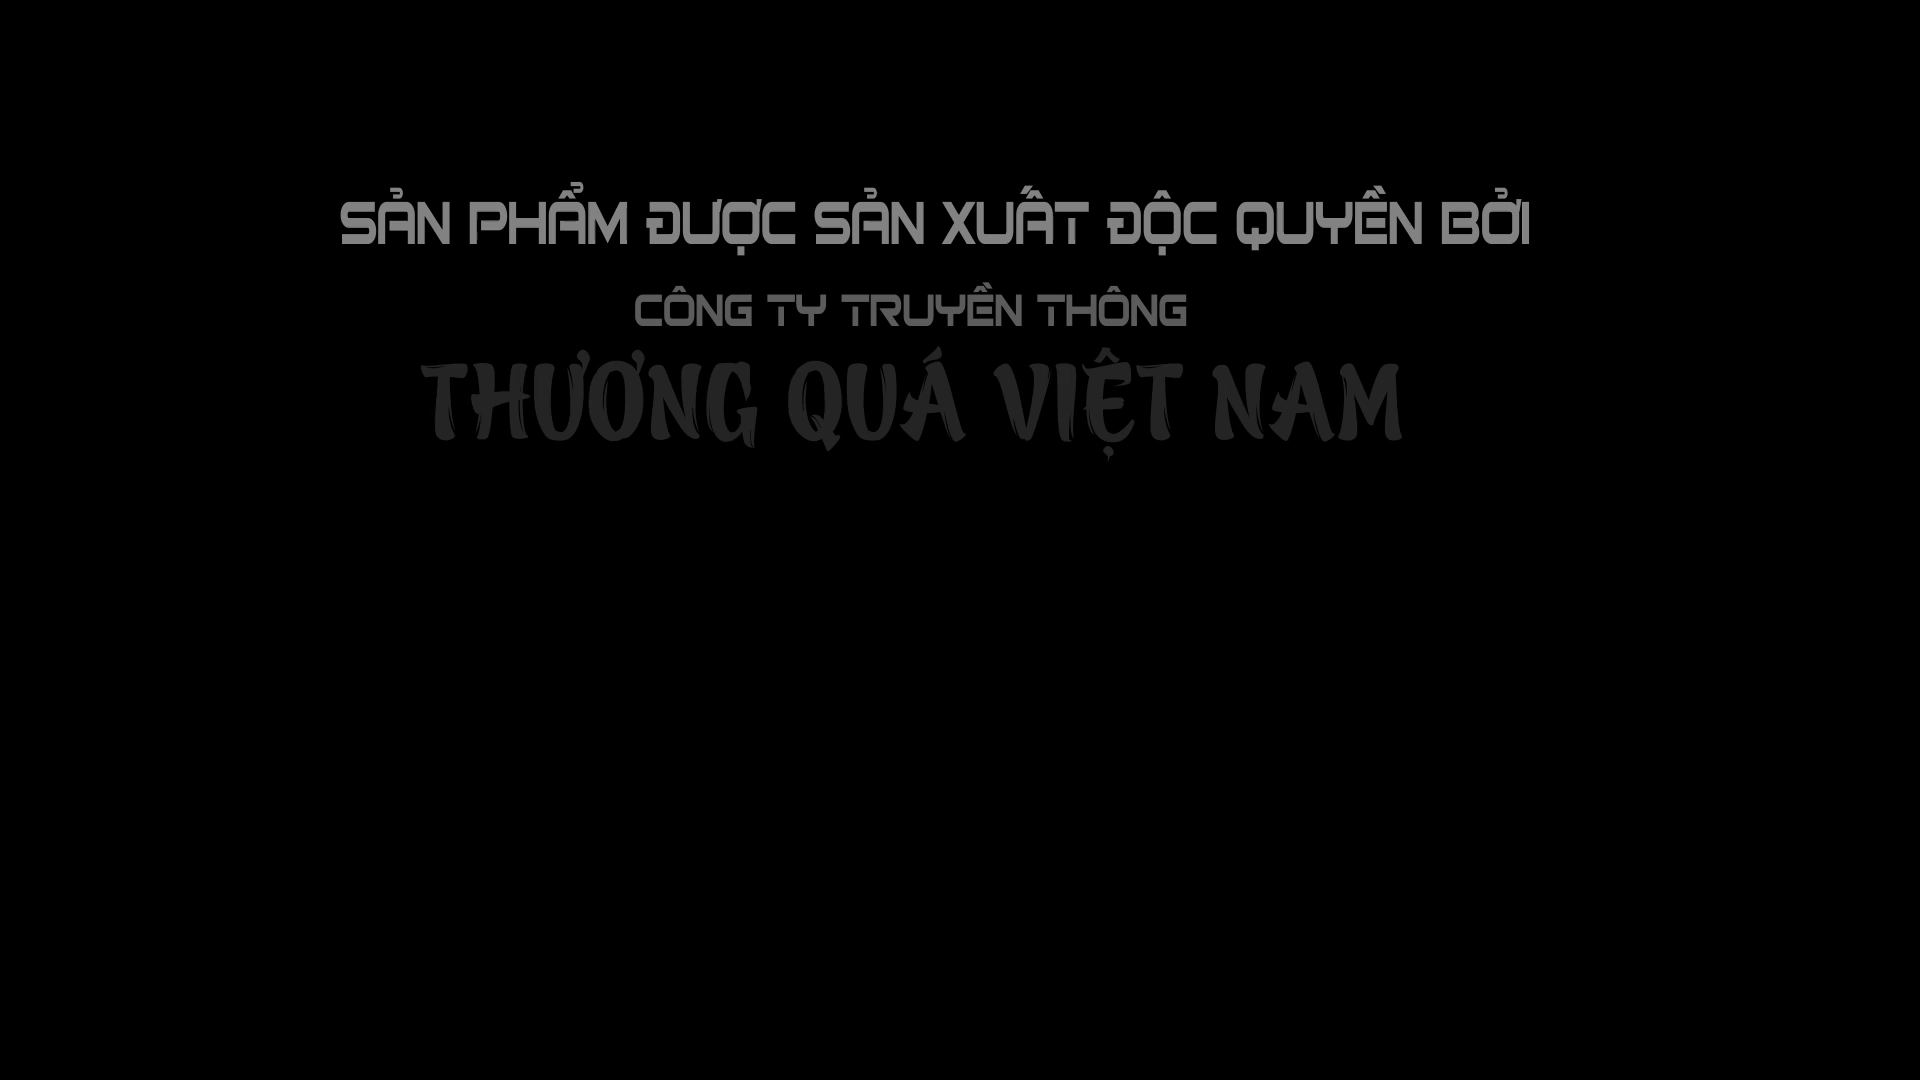 SẢN PHẨM ĐƯỢC SẢN XUẤT ĐỘC QUYỀN BỞI
CÔNG TY TRUYỀN THÔNG
THƯƠNG QUÁ VIỆT NAM